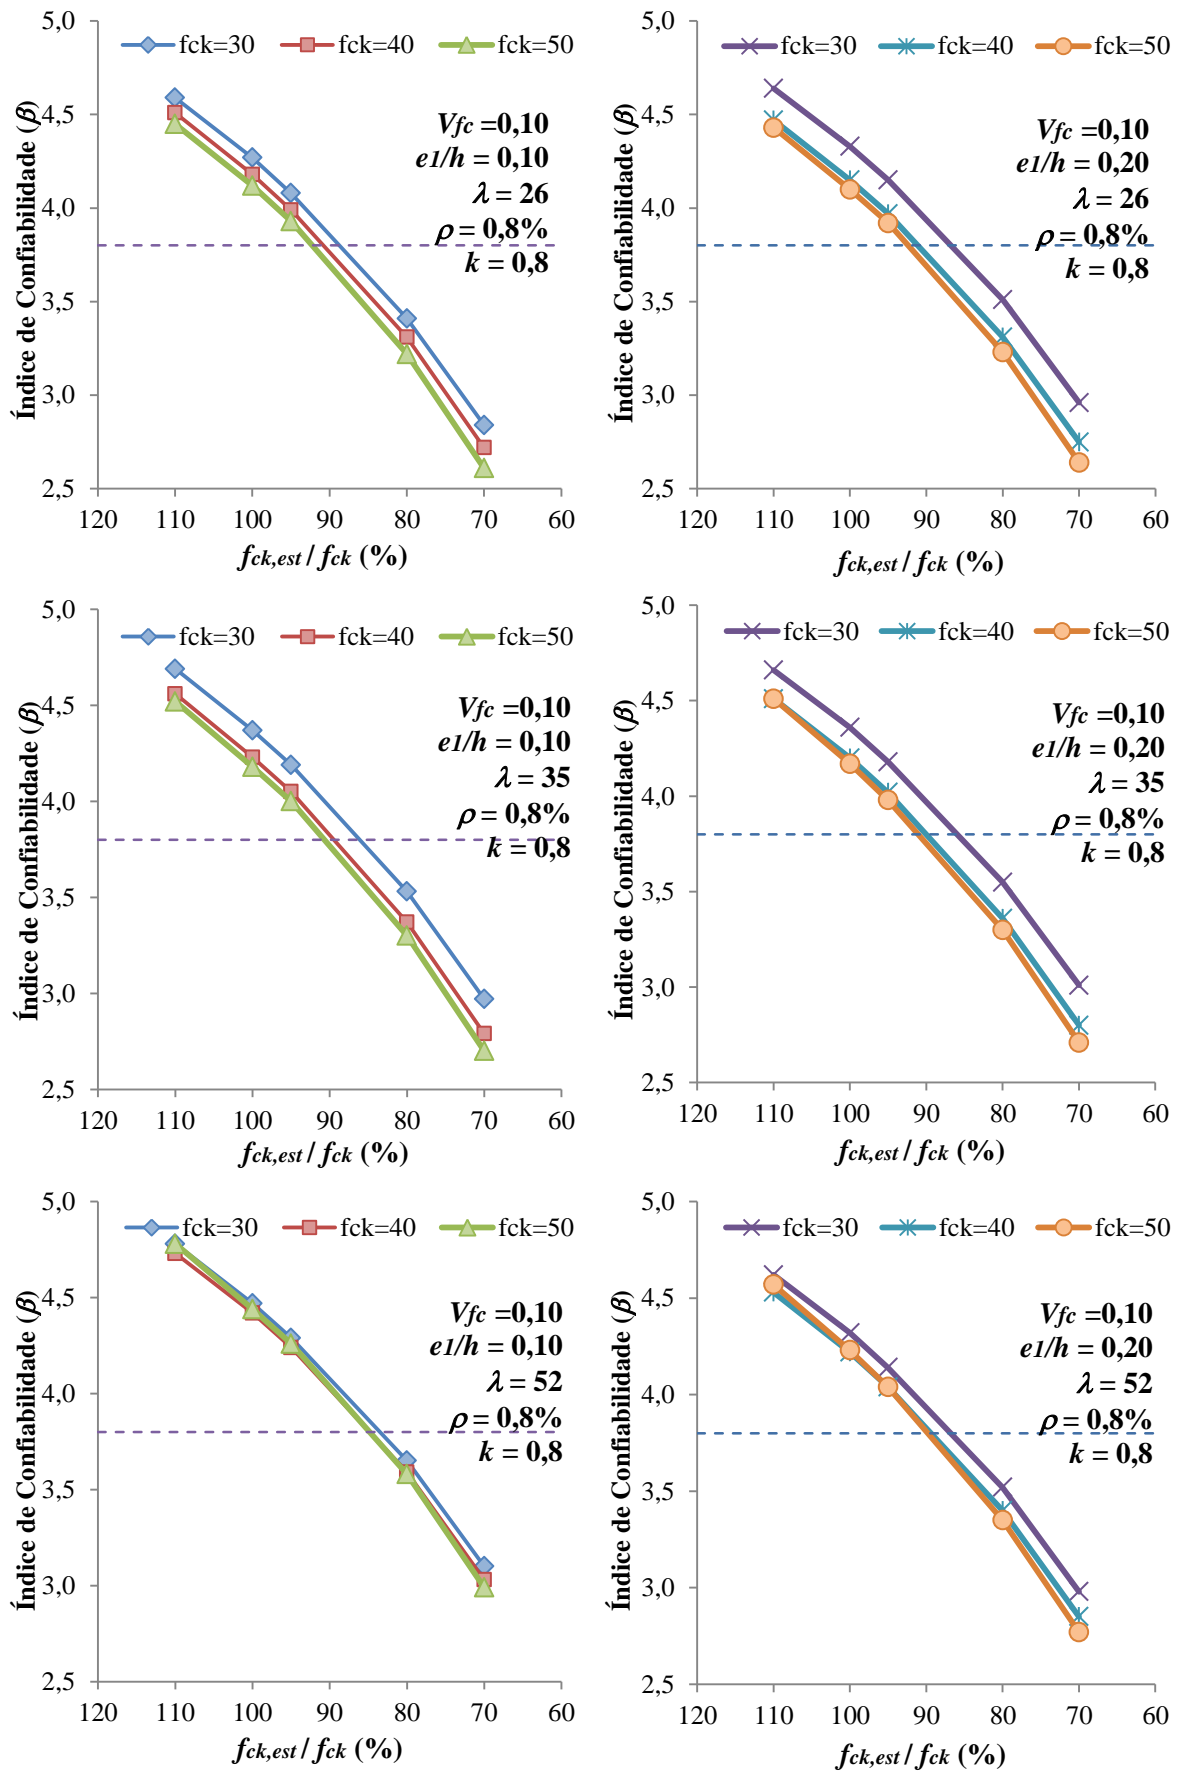 5,0
4,5
4,0
3,5
3,0
2,5
Índice de Confiabilidade (β)
fck=30 fck=40 fck=50
Vfc =0,10
e1/h = 0,10
λ = 26
ρ = 0,8%
k = 0,8
120 110 100 90 80 70 60
fck,est / fck (%)
5,0
4,5
4,0
3,5
3,0
2,5
Índice de Confiabilidade (β)
fck=30 fck=40 fck=50
Vfc =0,10
e1/h = 0,20
λ = 26
ρ = 0,8%
k = 0,8
120 110 100 90 80 70 60
fck,est / fck (%)
5,0
4,5
4,0
3,5
3,0
2,5
Índice de Confiabilidade (β)
fck=30 fck=40 fck=50
Vfc =0,10
e1/h = 0,10
λ = 35
ρ = 0,8%
k = 0,8
120 110 100 90 80 70 60
fck,est / fck (%)
5,0
4,5
4,0
3,5
3,0
2,5
Índice de Confiabilidade (β)
fck=30 fck=40 fck=50
Vfc =0,10
e1/h = 0,20
λ = 35
ρ = 0,8%
k = 0,8
120 110 100 90 80 70 60
fck,est / fck (%)
5,0
4,5
4,0
3,5
3,0
2,5
Índice de Confiabilidade (β)
fck=30 fck=40 fck=50
Vfc =0,10
e1/h = 0,10
λ = 52
ρ = 0,8%
k = 0,8
120 110 100 90 80 70 60
fck,est / fck (%)
5,0
4,5
4,0
3,5
3,0
2,5
Índice de Confiabilidade (β)
fck=30 fck=40 fck=50
Vfc =0,10
e1/h = 0,20
λ = 52
ρ = 0,8%
k = 0,8
120 110 100 90 80 70 60
fck,est / fck (%)